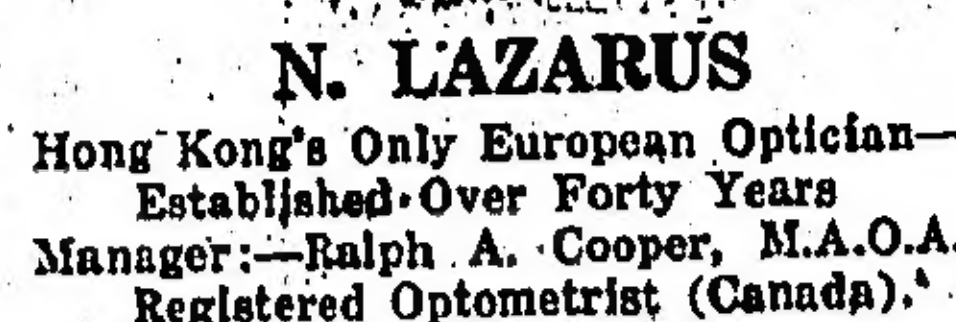 N. LAZARUS
Hong Kong's Only European Optician—
Established Over Forty Years
Manager:—Ralph A. Cooper, M.A.O.A.
Registered Optometrist (Canada).